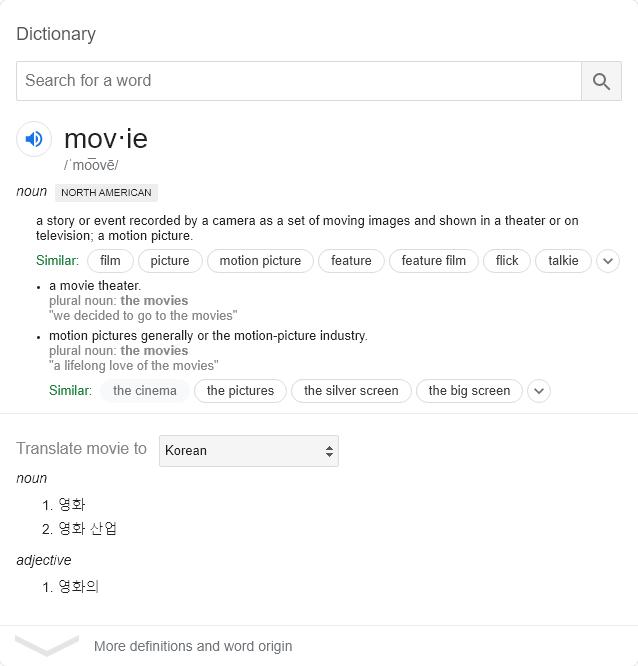 Dictionary
Search for a word
mov·ie
/ˈmo͞ovē/
noun NORTH AMERICAN
a story or event recorded by a camera as a set of moving images and shown in a theater or on
television; a motion picture.
Similar: film picture motion picture feature feature film flick talkie
• a movie theater.
plural noun: the movies
"we decided to go to the movies"
• motion pictures generally or the motion-picture industry.
plural noun: the movies
"a lifelong love of the movies"
Similar: the cinema the pictures the silver screen the big screen
Translate movie to Korean
noun
1. 영화
2. 영화 산업
adjective
1. 영화의
More definitions and word origin